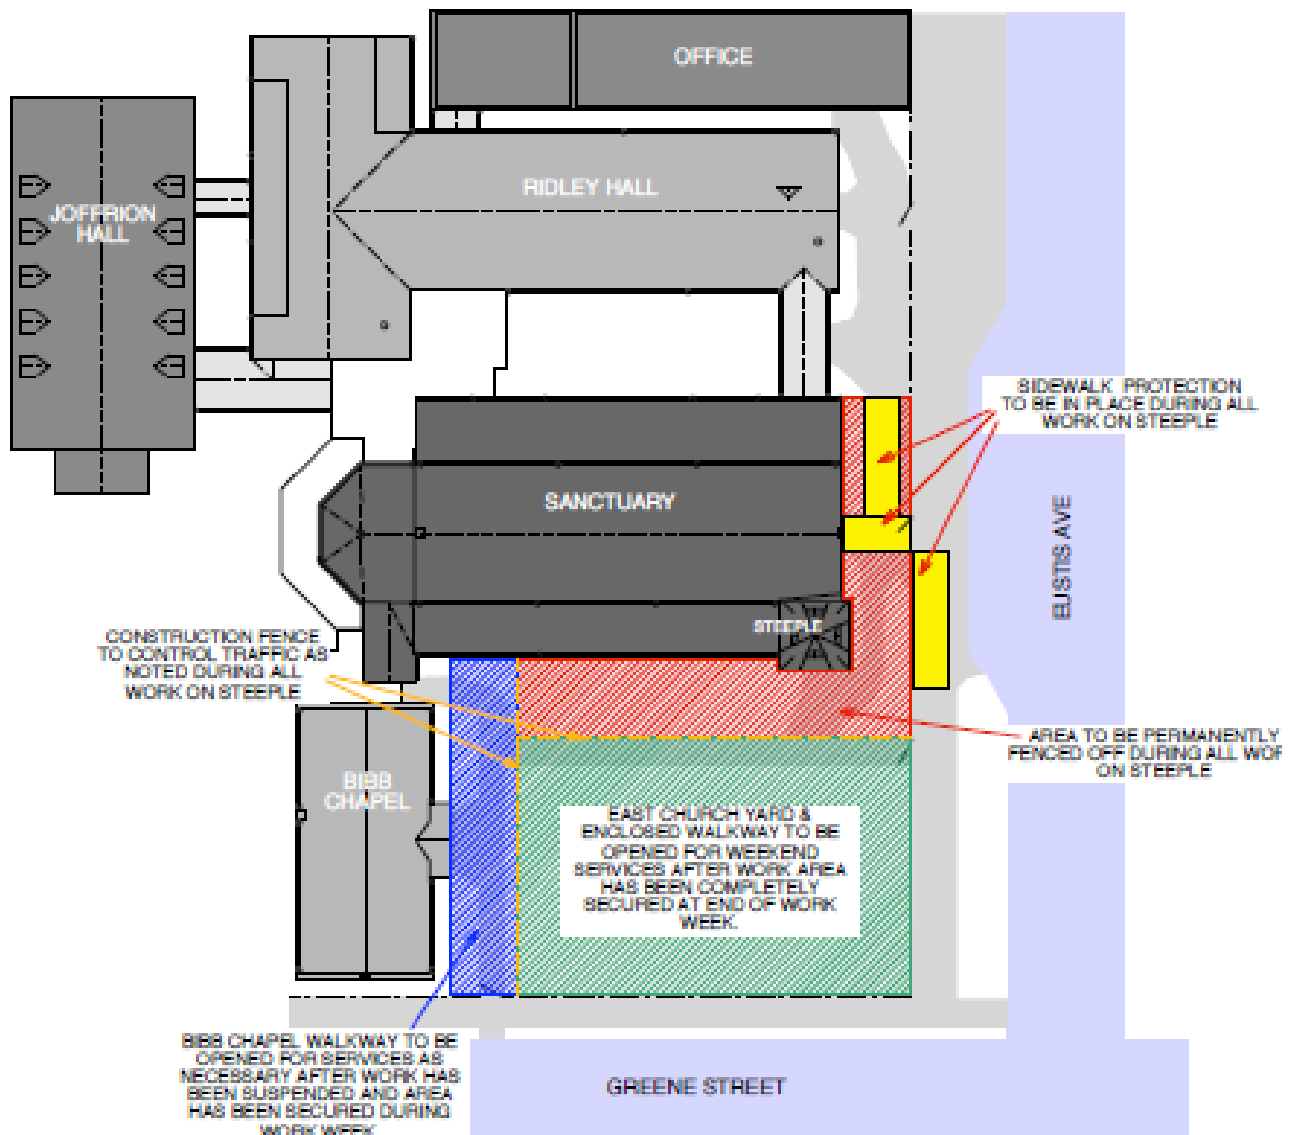 OFFICE
RIDLEY HALL
JOFFRION
HALL
SIDEWALK PROTECTION
TO BE IN PLACE DURING ALL
WORK ON STEEPLE
SANCTUARY
EUSTIS AVE
STEEPLE
CONSTRUCTION FENCE
TO CONTROL TRAFFIC AS
NOTED DURING ALL
WORK ON STEEPLE
AREA TO BE PERMANENTLY
FENCED OFF DURING ALL WOR
ON STEEPLE
BIBB
CHAPEL
EAST CHURCH YARD &
ENCLOSED WALKWAY TO BE
OPENED FOR WEEKEND
SERVICES AFTER WORK AREA
HAS BEEN COMPLETELY
SECURED AT END OF WORK
WEEK.
BIBB CHAPEL WALKWAY TO BE
OPENED FOR SERVICES AS
NECESSARY AFTER WORK HAS
BEEN SUSPENDED AND AREA
HAS BEEN SECURED DURING
WORK WEEK
GREENE STREET